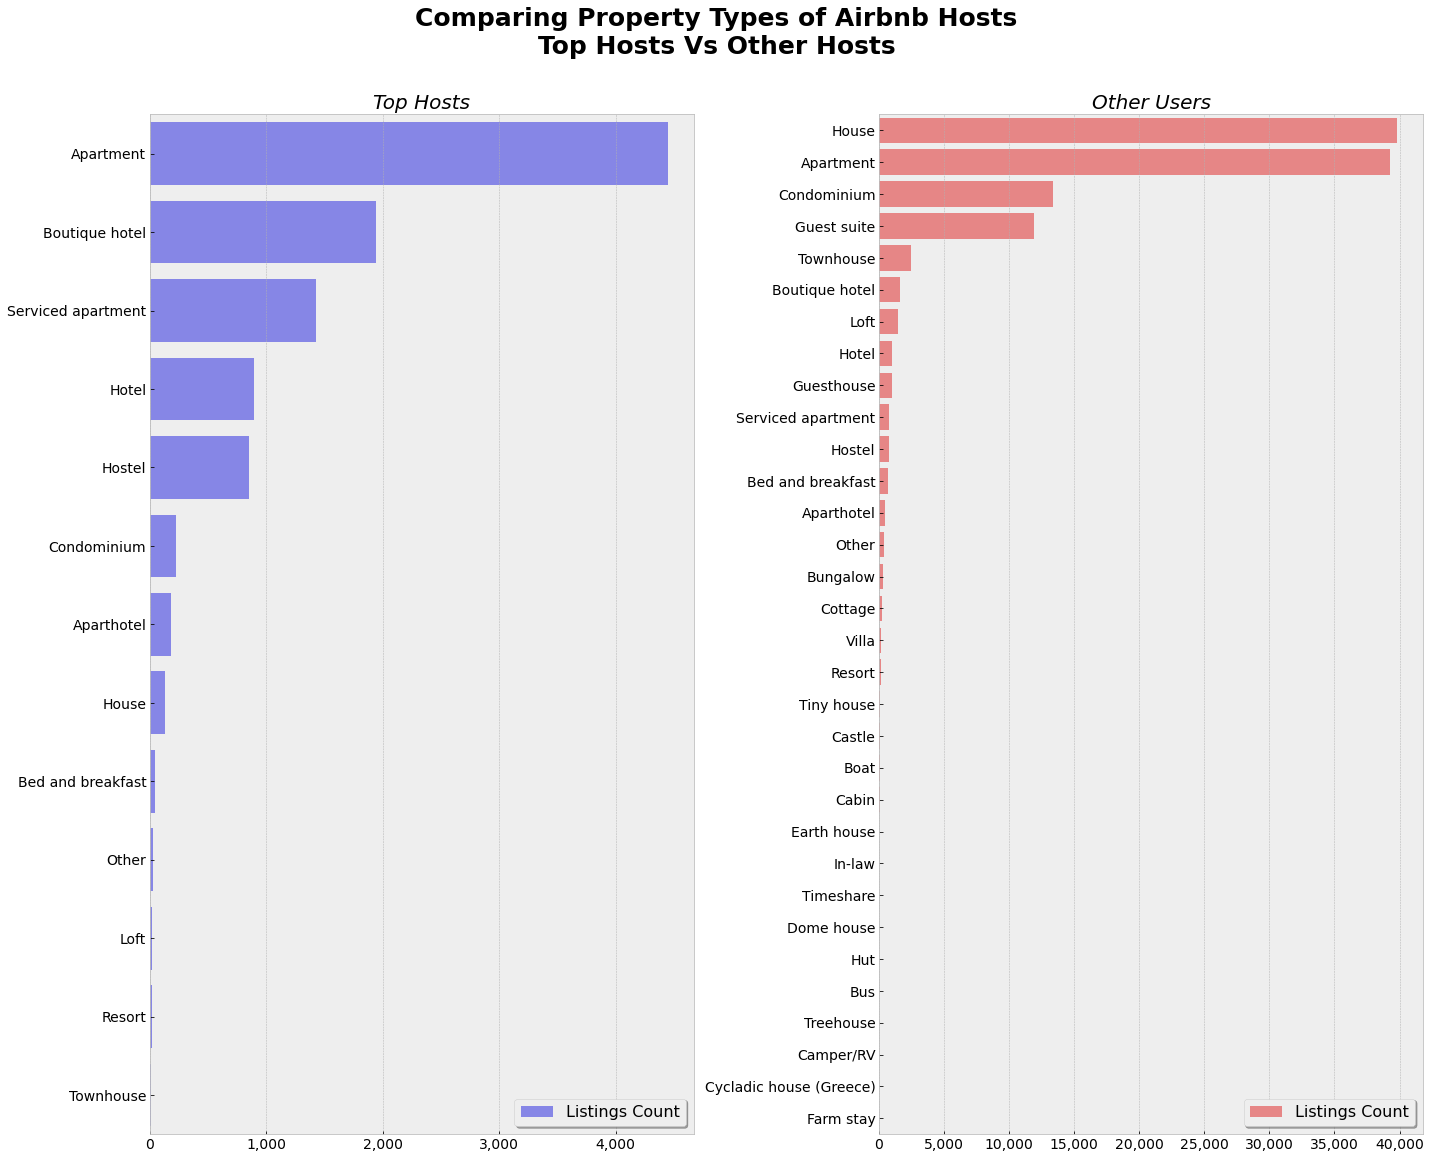 Comparing Property Types of Airbnb Hosts
Top Hosts Vs Other Hosts
Top Hosts
Apartment
Boutique hotel
Serviced apartment
Hotel
Hostel
Condominium
Aparthotel
House
Bed and breakfast
Other
Loft
Resort
Townhouse
Listings Count
0 1,000 2,000 3,000 4,000
Other Users
House
Apartment
Condominium
Guest suite
Townhouse
Boutique hotel
Loft
Hotel
Guesthouse
Serviced apartment
Hostel
Bed and breakfast
Aparthotel
Other
Bungalow
Cottage
Villa
Resort
Tiny house
Castle
Boat
Cabin
Earth house
In-law
Timeshare
Dome house
Hut
Bus
Treehouse
Camper/RV
Cycladic house (Greece)
Farm stay
Listings Count
0 5,000 10,000 15,000 20,000 25,000 30,000 35,000 40,000